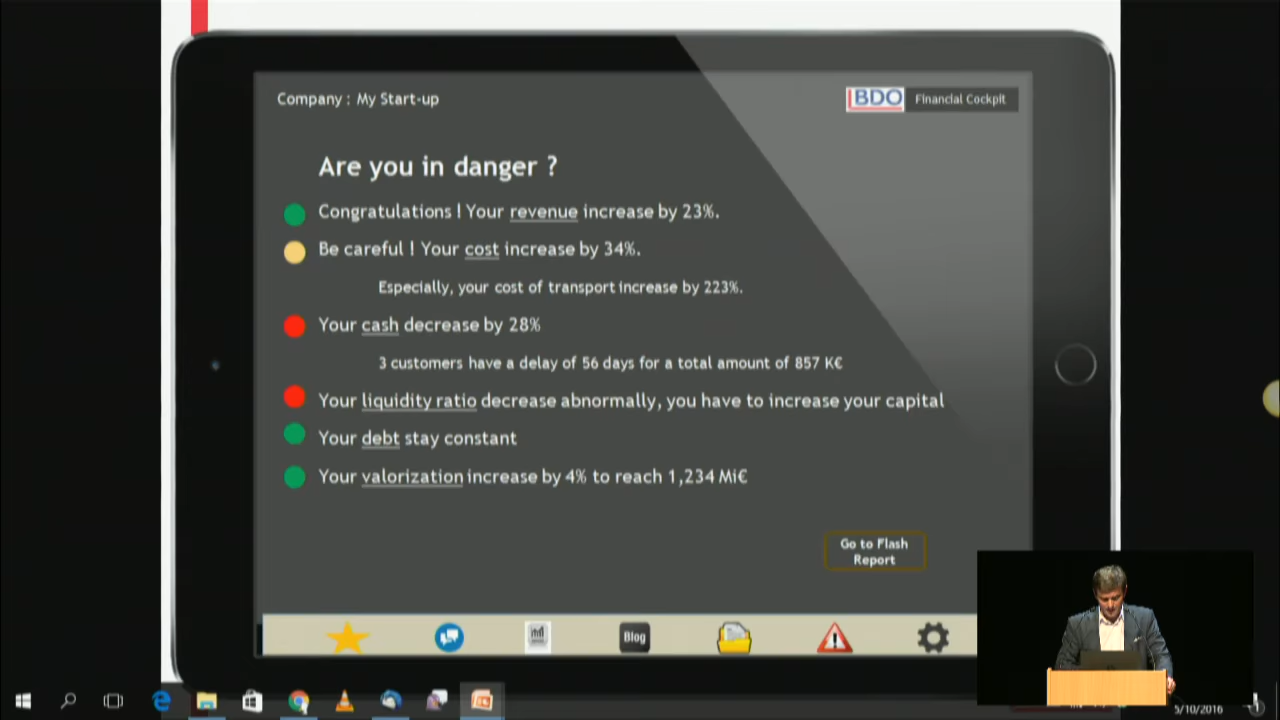 Company : My Start-up
BDO
Financial Cockpit
Are you in danger ?
Congratulations ! Your revenue increase by 23%.
Be careful ! Your cost increase by 34%.
Especially, your cost of transport increase by 223%.
Your cash decrease by 28%
3 customers have a delay of 56 days for a total amount of 857 K€
Your liquidity ratio decrease abnormally, you have to increase your capital
Your debt stay constant
Your valorization increase by 4% to reach 1,234 Mi€
Go to Flash
Report
Blog
5/10/2016